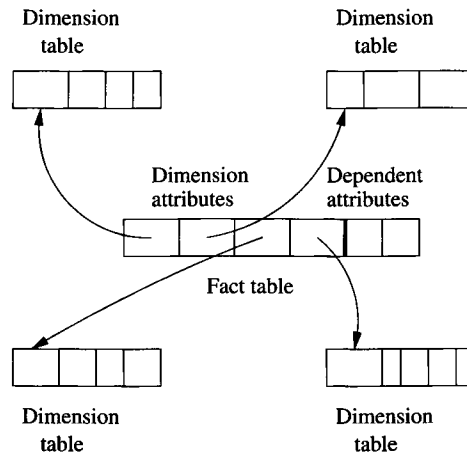 Dimension
table
Dimension
table
Dimension
attributes
Dependent
attributes
Fact table
Dimension
table
Dimension
table